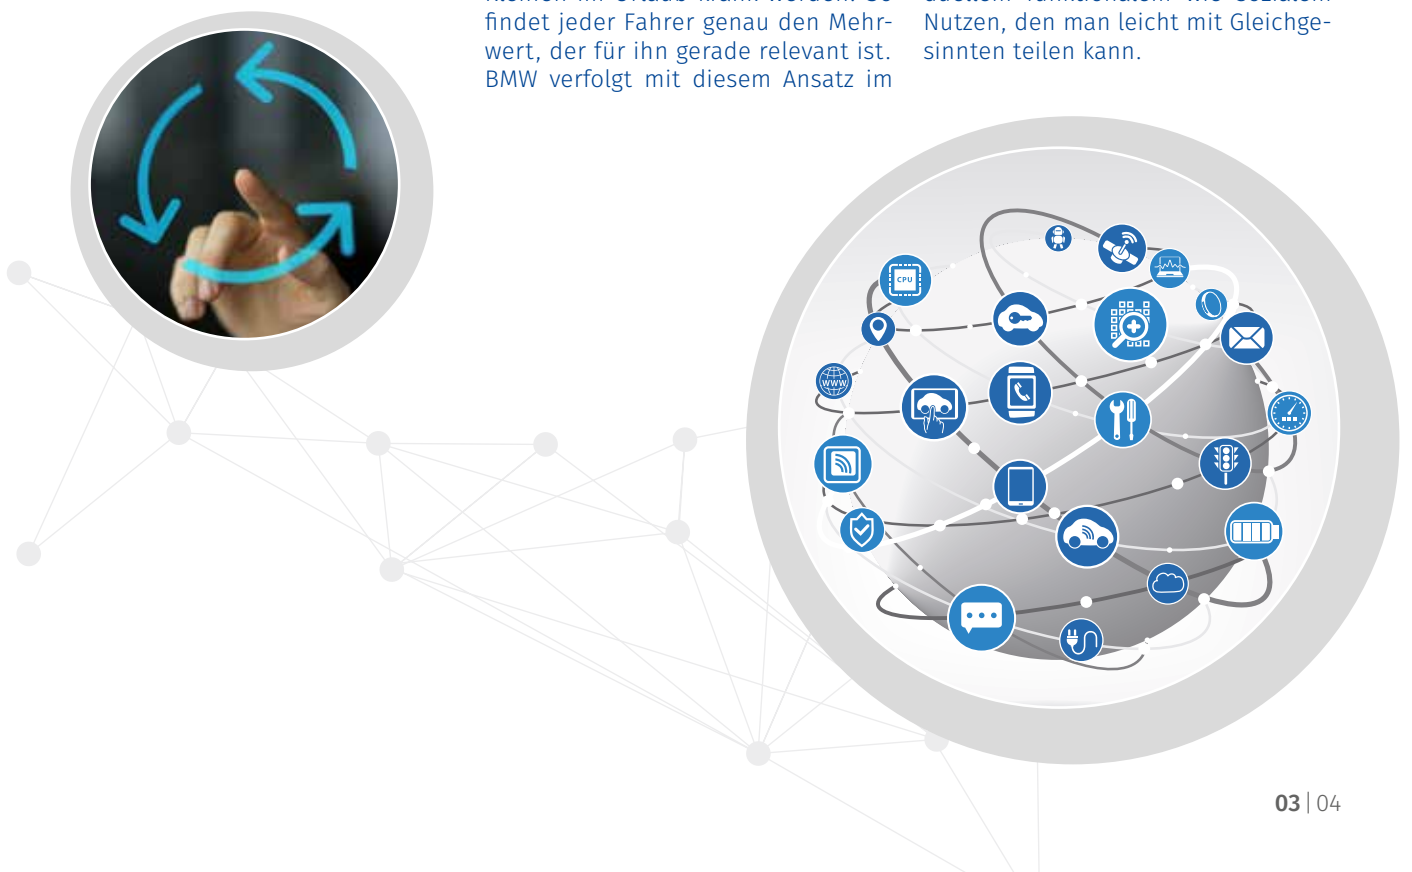 findet jeder Fahrer genau den Mehr-
wert, der für ihn gerade relevant ist.
BMW verfolgt mit diesem Ansatz im
Nutzen, den man leicht mit Gleichge-
sinnten teilen kann.
CPU
WWW
03 | 04